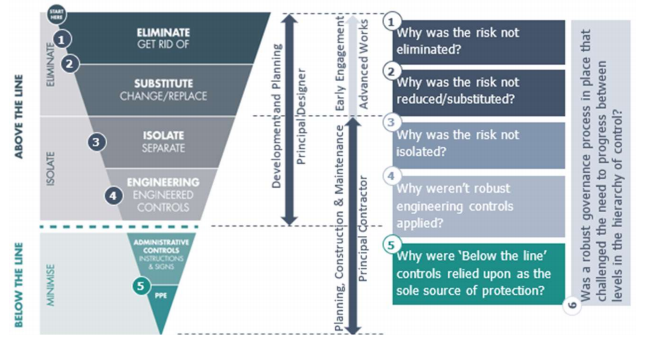 START
HERE
1
ELIMINATE
GET RID OF
2
SUBSTITUTE
CHANGE/REPLACE
3
ISOLATE
SEPARATE
4
ENGINEERING
ENGINEERED
CONTROLS
ADMINISTRATIVE
CONTROLS
INSTRUCTIONS
& SIGNS
5
PPE
ABOVE THE LINE
ELIMINATE
ISOLATE
BELOW THE LINE
MINIMISE
Development and Planning
Principal Designer
Early Engagement
Advanced Works
Planning, Construction & Maintenance
Principal Contractor
1
Why was the risk not
eliminated?
2
Why was the risk not
reduced/substituted?
3
Why was the risk not
isolated?
4
Why weren't robust
engineering controls
applied?
5
Why were 'Below the line'
controls relied upon as the
sole source of protection?
6
Was a robust governance process in place that
challenged the need to progress between
levels in the hierarchy of control?